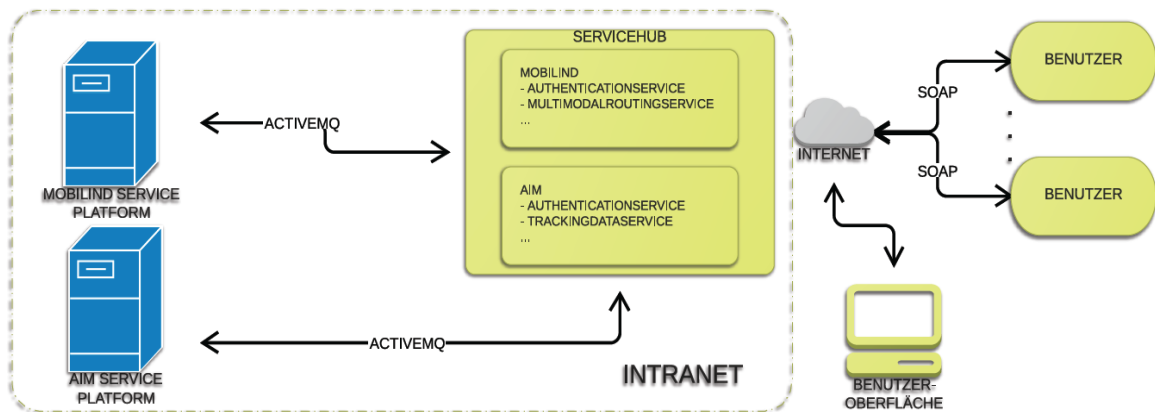 SERVICEHUB
MOBILIND
- AUTHENTICATIONSERVICE
- MULTIMODALROUTINGSERVICE
...
AIM
- AUTHENTICATIONSERVICE
- TRACKINGDATASERVICE
...
ACTIVEMQ
MOBILIND SERVICE
PLATFORM
ACTIVEMQ
AIM SERVICE
PLATFORM
INTRANET
INTERNET
SOAP
BENUTZER
SOAP
BENUTZER
BENUTZER-
OBERFLÄCHE